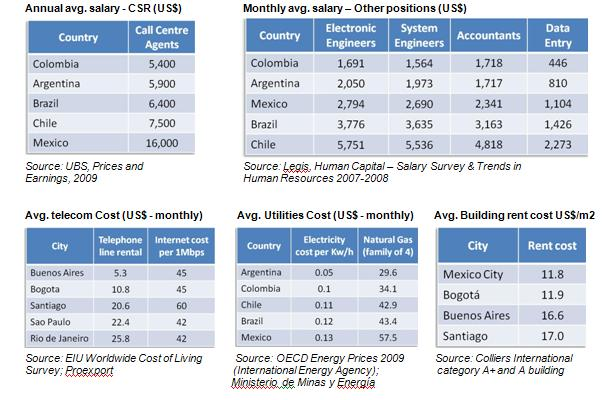 Annual avg. salary - CSR (US$)
Country Call Centre Agents
Colombia 5,400
Argentina 5,900
Brazil 6,400
Chile 7,500
Mexico 16,000
Source: UBS, Prices and
Earnings, 2009
Monthly avg. salary – Other positions (US$)
Country Electronic Engineers System Engineers Accountants Data Entry
Colombia 1,691 1,564 1,718 446
Argentina 2,050 1,973 1,717 810
Mexico 2,794 2,690 2,341 1,104
Brazil 3,776 3,635 3,163 1,426
Chile 5,751 5,536 4,818 2,273
Source: Legis, Human Capital – Salary Survey & Trends in
Human Resources 2007-2008
Avg. telecom Cost (US$ - monthly)
City Telephone line rental Internet cost per 1Mbps
Buenos Aires 5.3 45
Bogota 10.8 45
Santiago 20.6 60
Sao Paulo 22.4 42
Rio de Janeiro 25.8 42
Source: EIU Worldwide Cost of Living
Survey; Proexport
Avg. Utilities Cost (US$ - monthly)
Country Electricity cost per Kw/h Natural Gas (family of 4)
Argentina 0.05 29.6
Colombia 0.1 34.1
Chile 0.11 42.9
Brazil 0.12 43.4
Mexico 0.13 57.5
Source: OECD Energy Prices 2009
(International Energy Agency);
Ministerio de Minas y Energía
Avg. Building rent cost US$/m2
City Rent cost
Mexico City 11.8
Bogotá 11.9
Buenos Aires 16.6
Santiago 17.0
Source: Colliers International
category A+ and A building